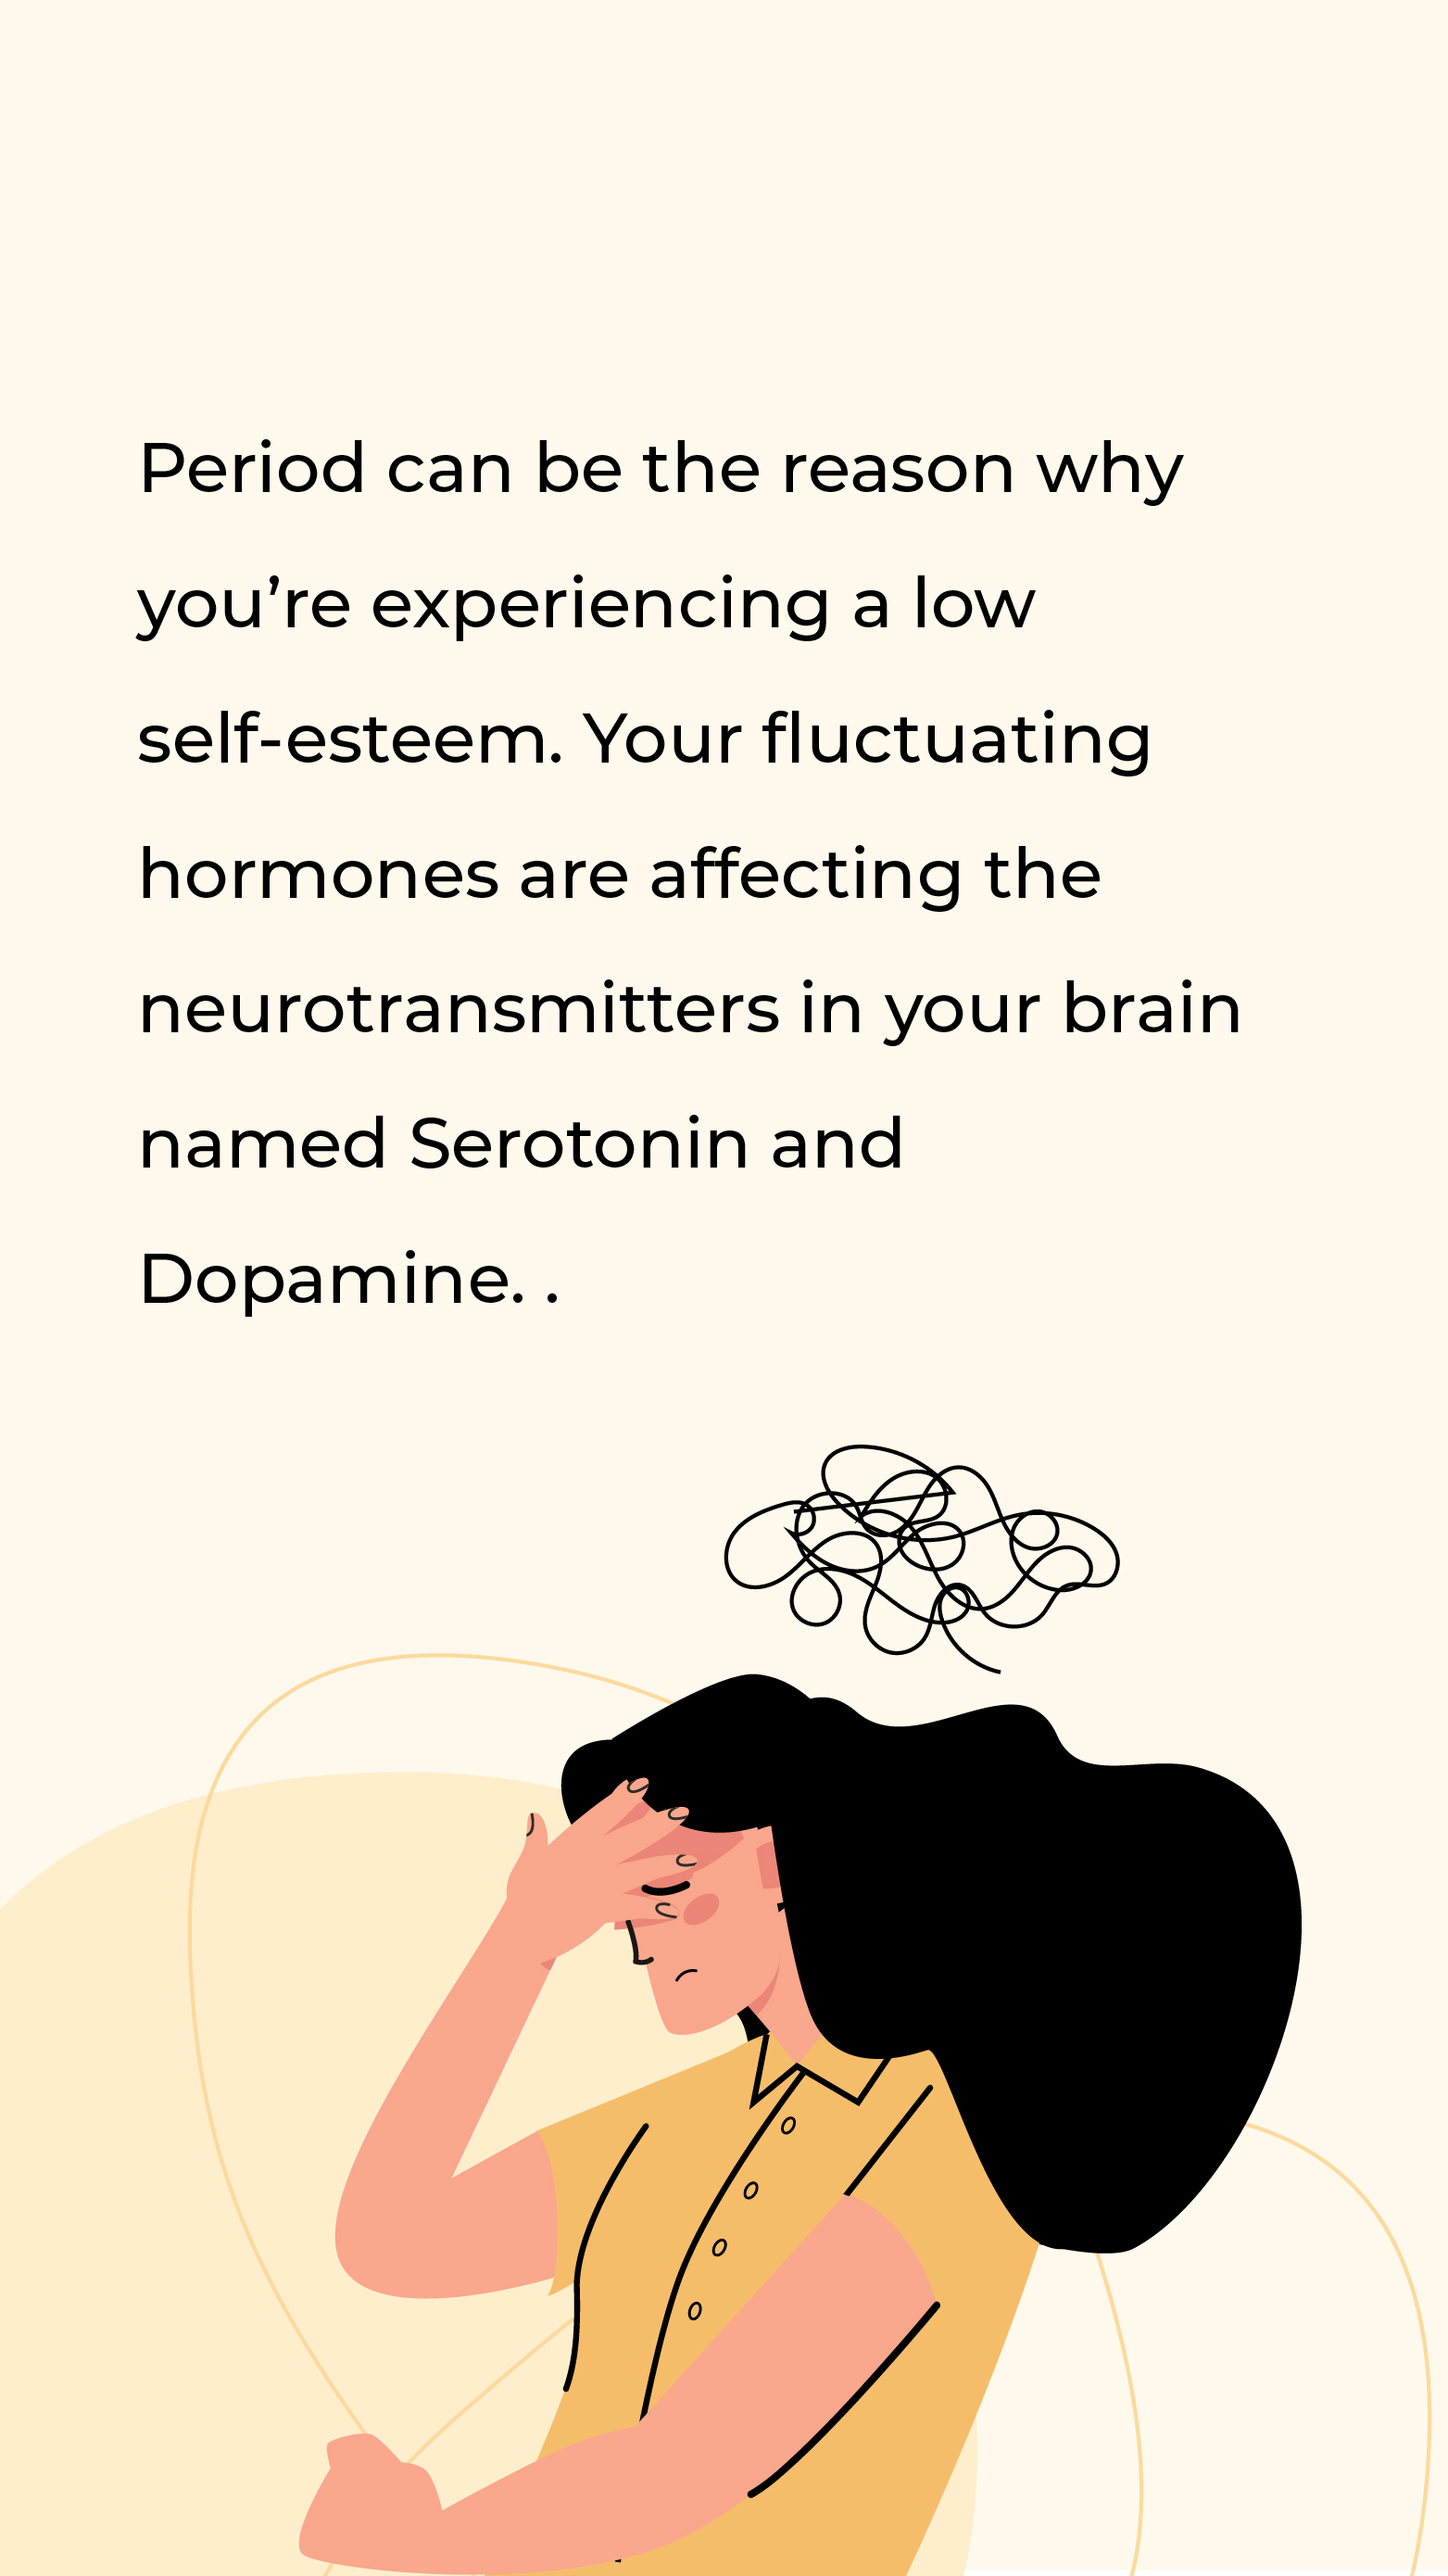 Period can be the reason why
you’re experiencing a low
self-esteem. Your fluctuating
hormones are affecting the
neurotransmitters in your brain
named Serotonin and
Dopamine. .